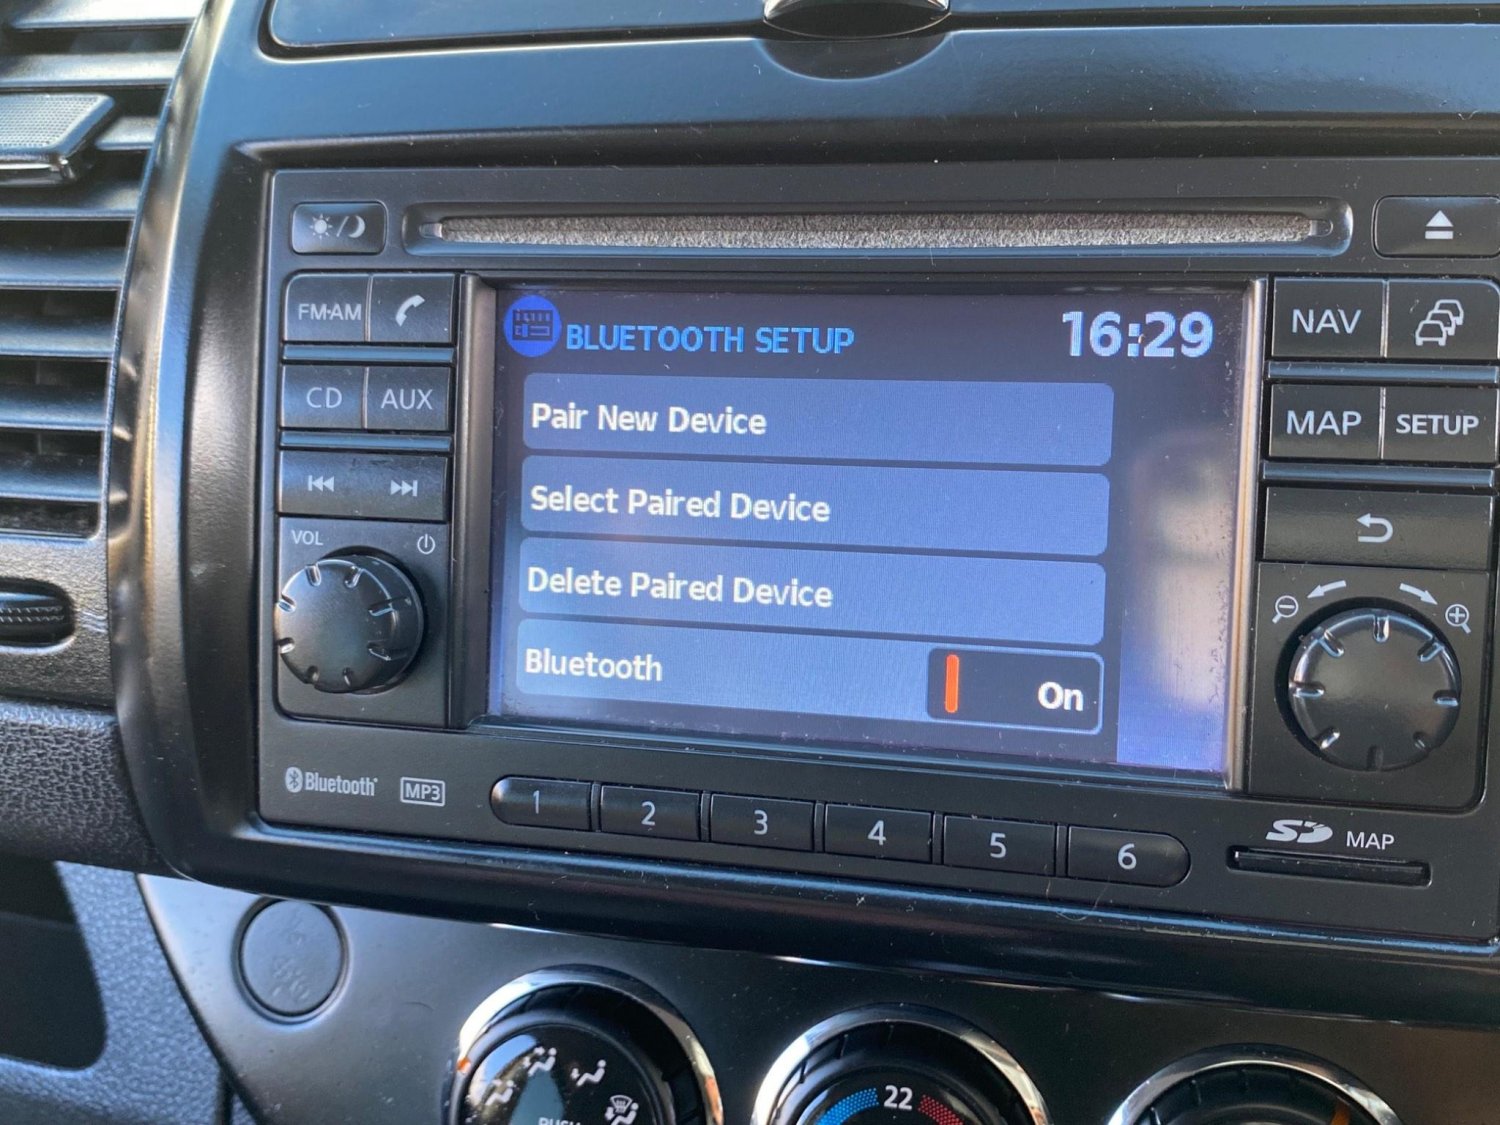 FM·AM
CD
AUX
VOL
BLUETOOTH SETUP
16:29
Pair New Device
Select Paired Device
Delete Paired Device
Bluetooth
On
NAV
MAP
SETUP
Bluetooth
MP3
1
2
3
4
5
6
SD MAP
22
PUSH